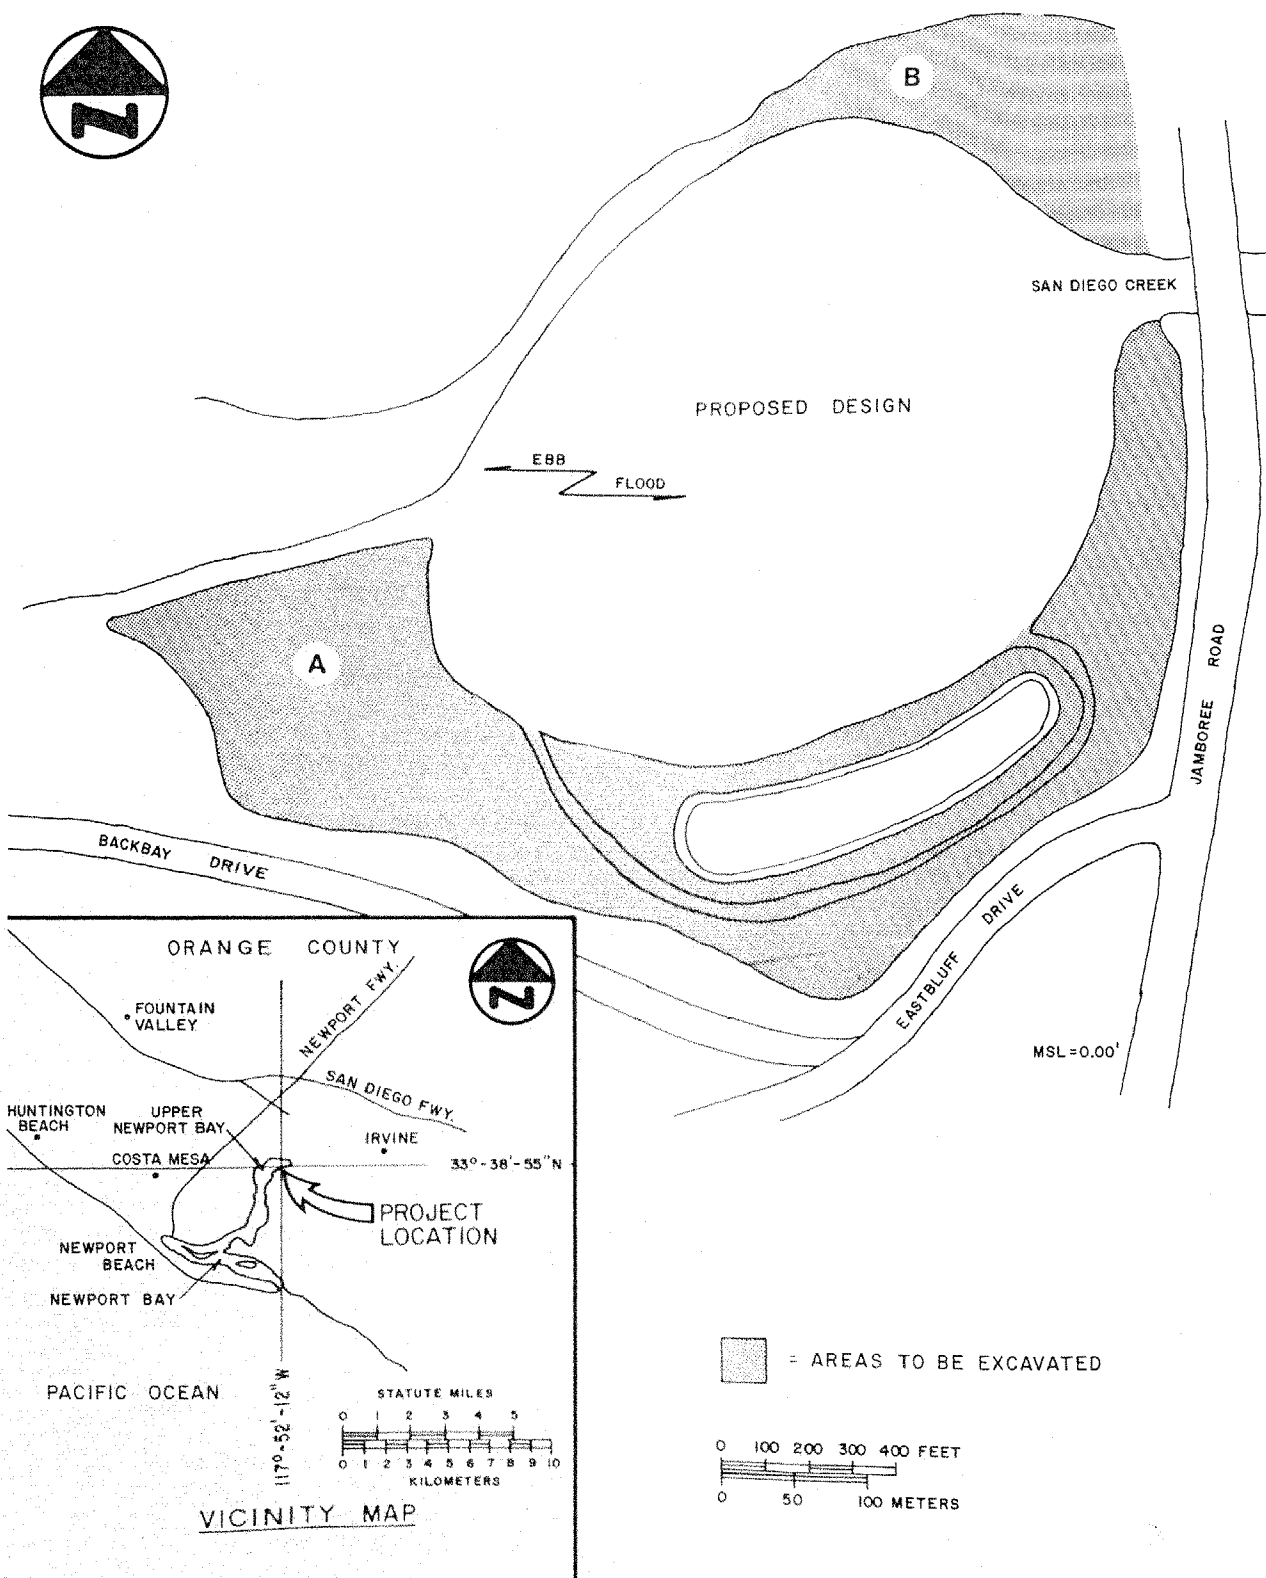 N
B
SAN DIEGO CREEK
PROPOSED DESIGN
EBB
FLOOD
A
JAMBOREE ROAD
BACKBAY DRIVE
EASTBLUFF DRIVE
MSL=0.00'
ORANGE COUNTY
N
NEWPORT FWY.
FOUNTAIN
VALLEY
SAN DIEGO FWY.
HUNTINGTON
BEACH
UPPER
NEWPORT BAY
IRVINE
COSTA MESA
33°-38'-55"N
PROJECT
LOCATION
NEWPORT
BEACH
NEWPORT BAY
PACIFIC OCEAN
117°-52'-12" W
STATUTE MILES
0 1 2 3 4 5
0 1 2 3 4 5 6 7 8 9 10
KILOMETERS
VICINITY MAP
= AREAS TO BE EXCAVATED
0 100 200 300 400 FEET
0 50 100 METERS